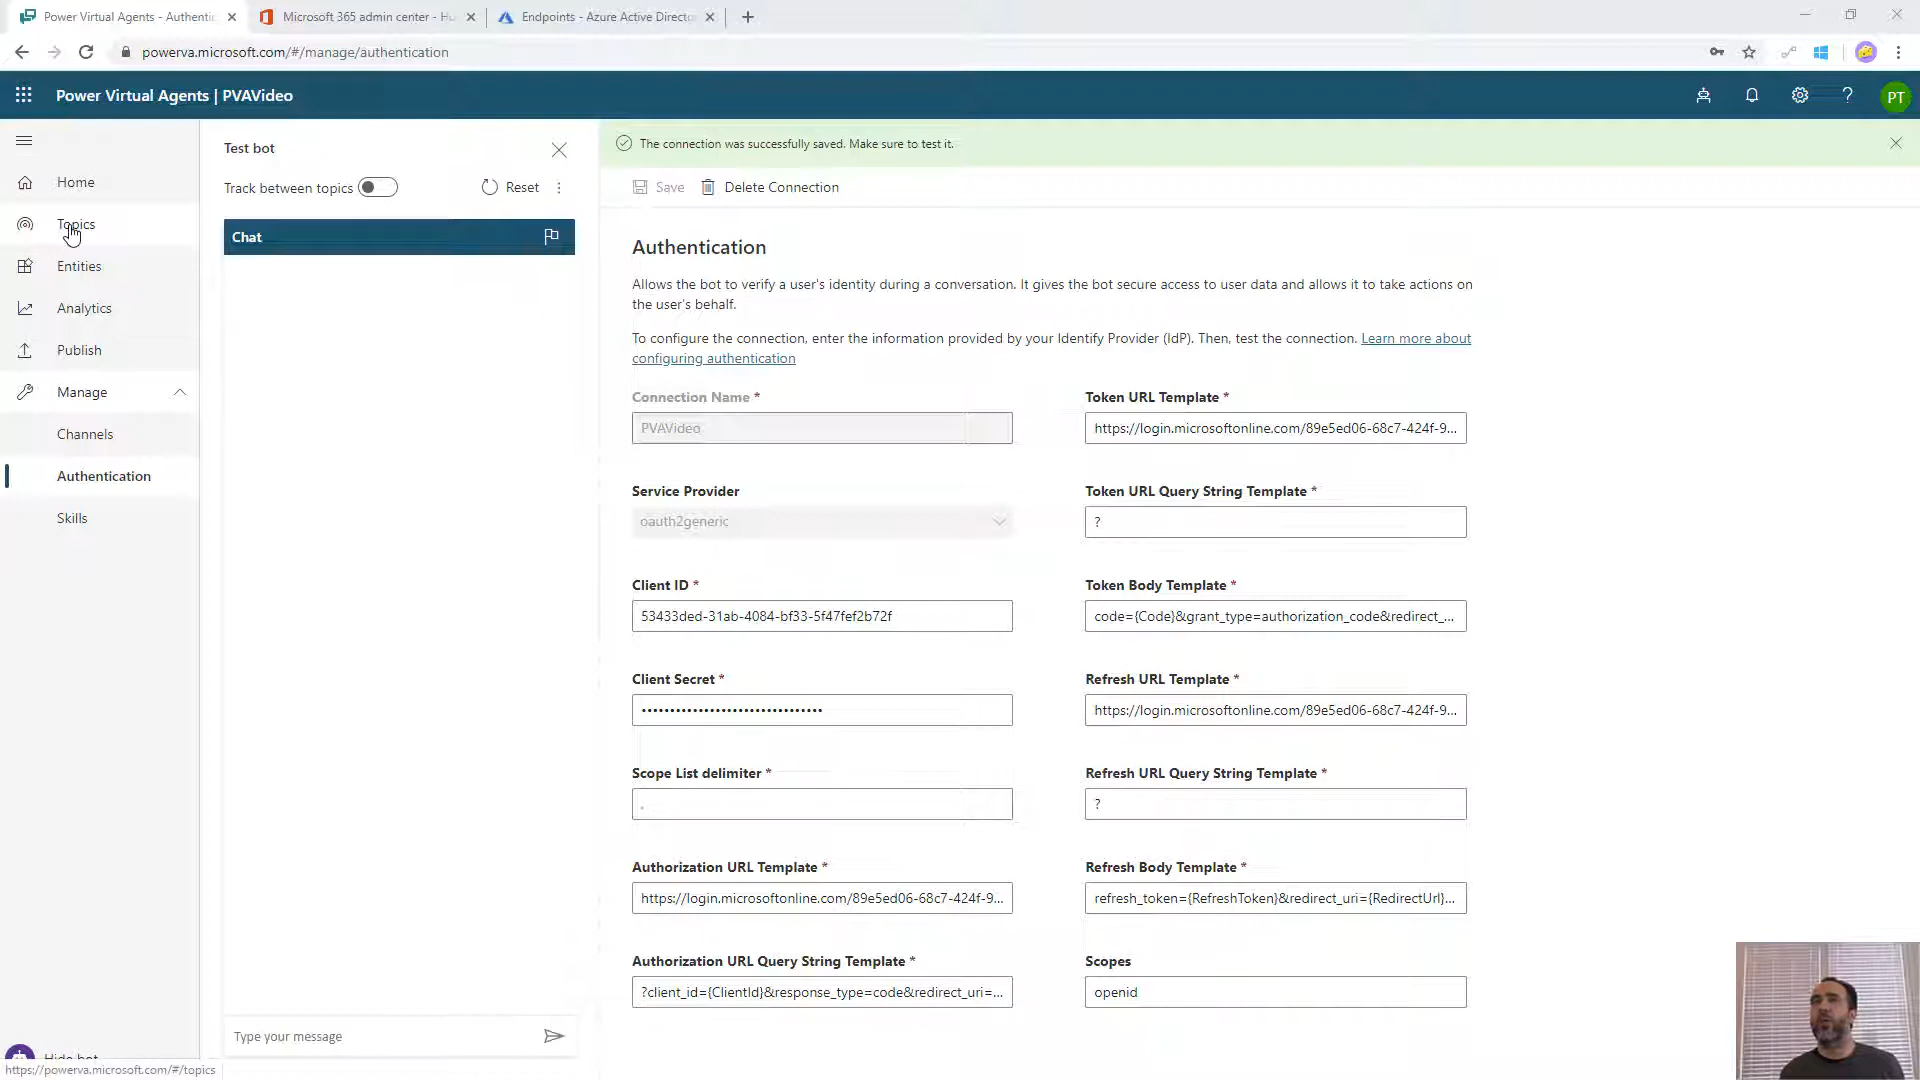 Power Virtual Agents - Authentic
Microsoft 365 admin center - H
Endpoints - Azure Active Direct
powerva.microsoft.com/#/manage/authentication
Power Virtual Agents | PVAVideo
?
PT
Home
Topics
Entities
Analytics
Publish
Manage
Channels
Authentication
Skills
Test bot
Track between topics
Reset
Chat
Type your message
The connection was successfully saved. Make sure to test it.
Save
Delete Connection
Authentication
Allows the bot to verify a user's identity during a conversation. It gives the bot secure access to user data and allows it to take actions on
the user's behalf.
To configure the connection, enter the information provided by your Identify Provider (IdP). Then, test the connection. Learn more about
configuring authentication
Connection Name *
PVAVideo
Service Provider
oauth2generic
Client ID *
53433ded-31ab-4084-bf33-5f47fef2b72f
Client Secret *
••••••••••••••••••••••••••••••••
Scope List delimiter *
Authorization URL Template *
https://login.microsoftonline.com/89e5ed06-68c7-424f-9...
Authorization URL Query String Template *
?client_id={ClientId}&response_type=code&redirect_uri=...
Token URL Template *
https://login.microsoftonline.com/89e5ed06-68c7-424f-9...
Token URL Query String Template *
?
Token Body Template *
code={Code}&grant_type=authorization_code&redirect_...
Refresh URL Template *
https://login.microsoftonline.com/89e5ed06-68c7-424f-9...
Refresh URL Query String Template *
?
Refresh Body Template *
refresh_token={RefreshToken}&redirect_uri={RedirectUrl}...
Scopes
openid
Hide bot
https://powerva.microsoft.com/#/topics